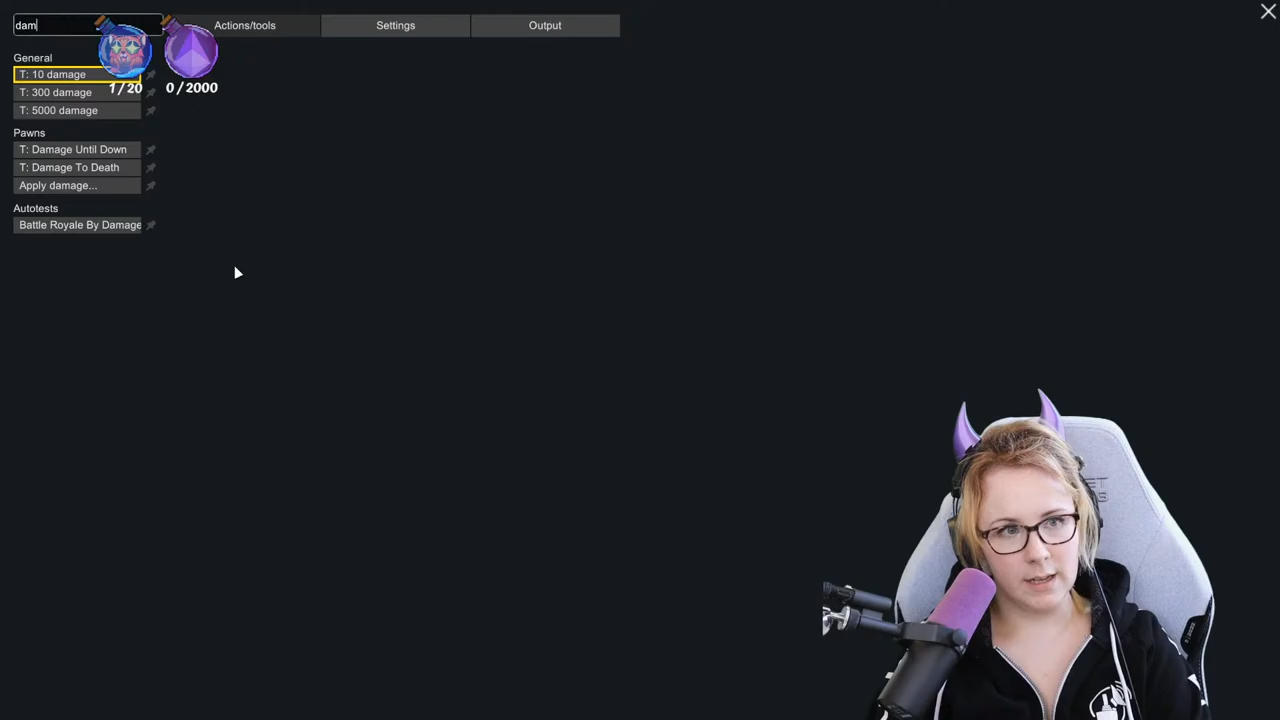 dam
Actions/tools
Settings
Output
General
T: 10 damage
1/20
0/2000
T: 300 damage
T: 5000 damage
Pawns
T: Damage Until Down
T: Damage To Death
Apply damage...
Autotests
Battle Royale By Damage